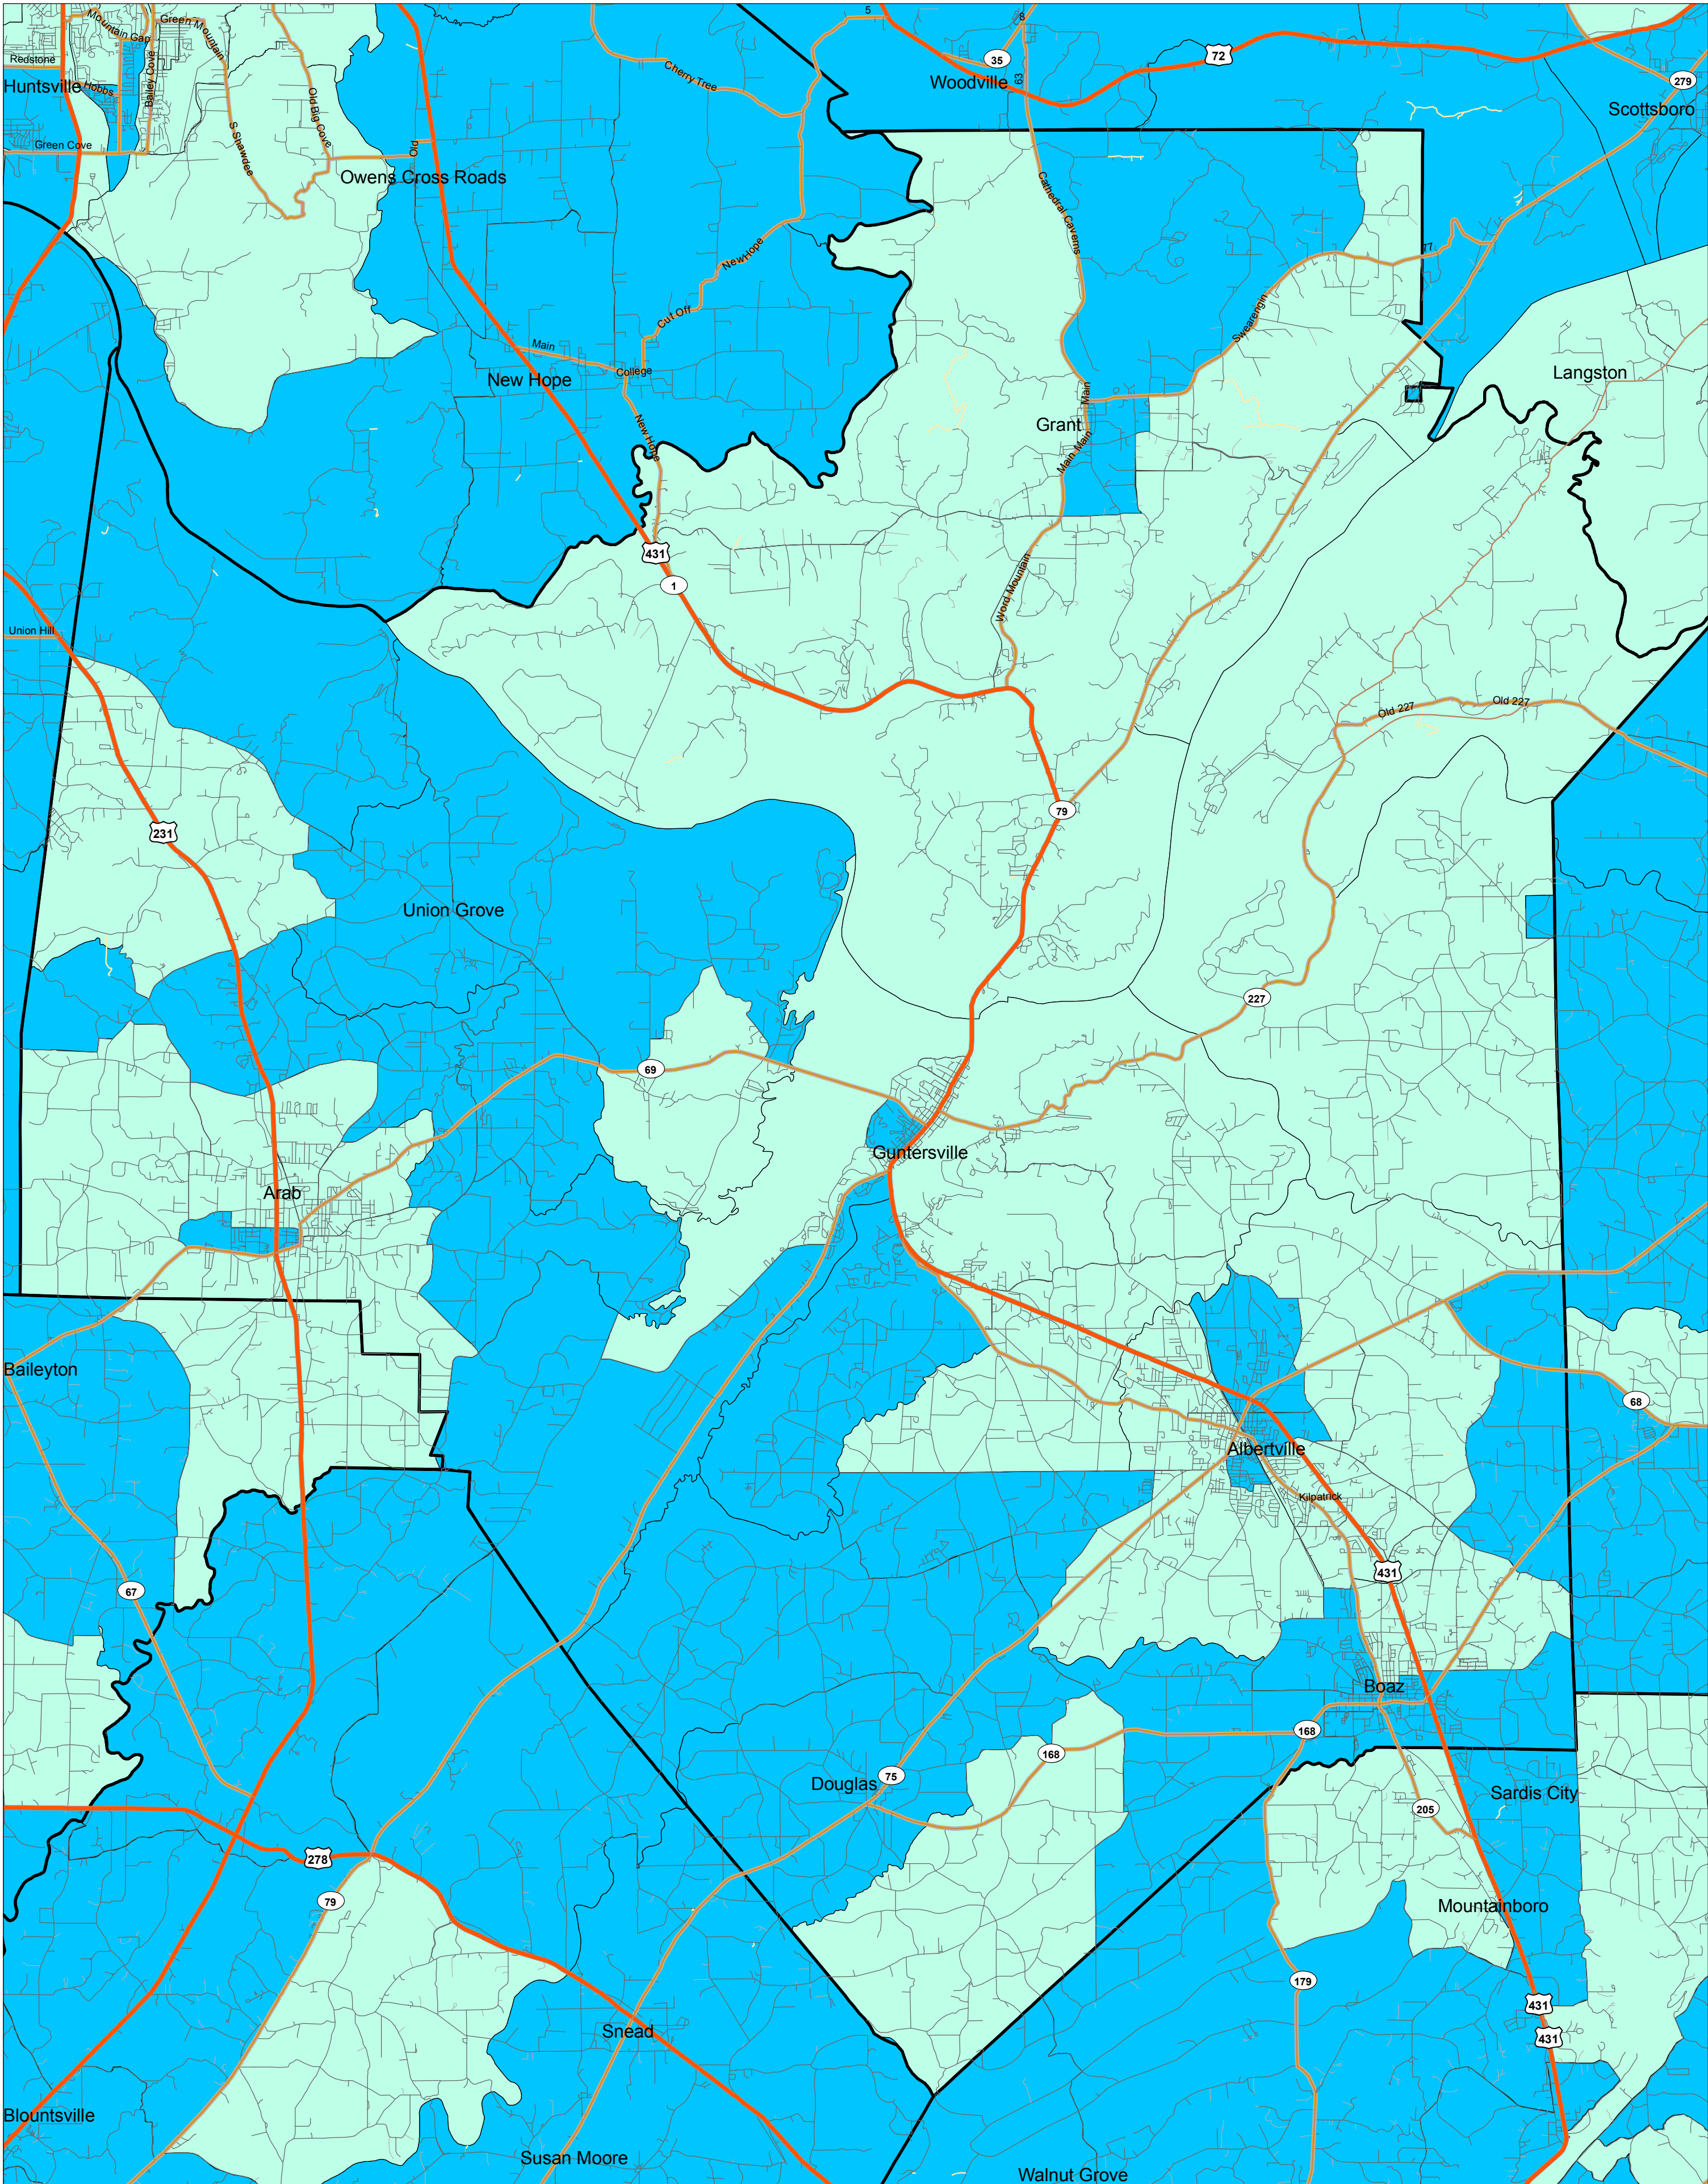 5
8
Mountain Gap
Green Mountain
Redstone
Bailey Cove
35
63
72
Cherry Tree
Woodville
279
Huntsville
Hobbs
Old Big Cove
Scottsboro
S Shawdee
Green Cove
Old
Owens Cross Roads
Cathedral Caverns
77
New Hope
Cut Off
Swearengin
Main
College
New Hope
Langston
Main
New Hope
Grant
Main Main
431
1
Word Mountain
Union Hill
Old 227
Old 227
79
231
Union Grove
227
69
Guntersville
Arab
Baileyton
68
Albertville
Kilpatrick
431
67
Boaz
168
168
75
Douglas
Sardis City
205
278
79
Mountainboro
179
431
Snead
431
Blountsville
Susan Moore
Walnut Grove